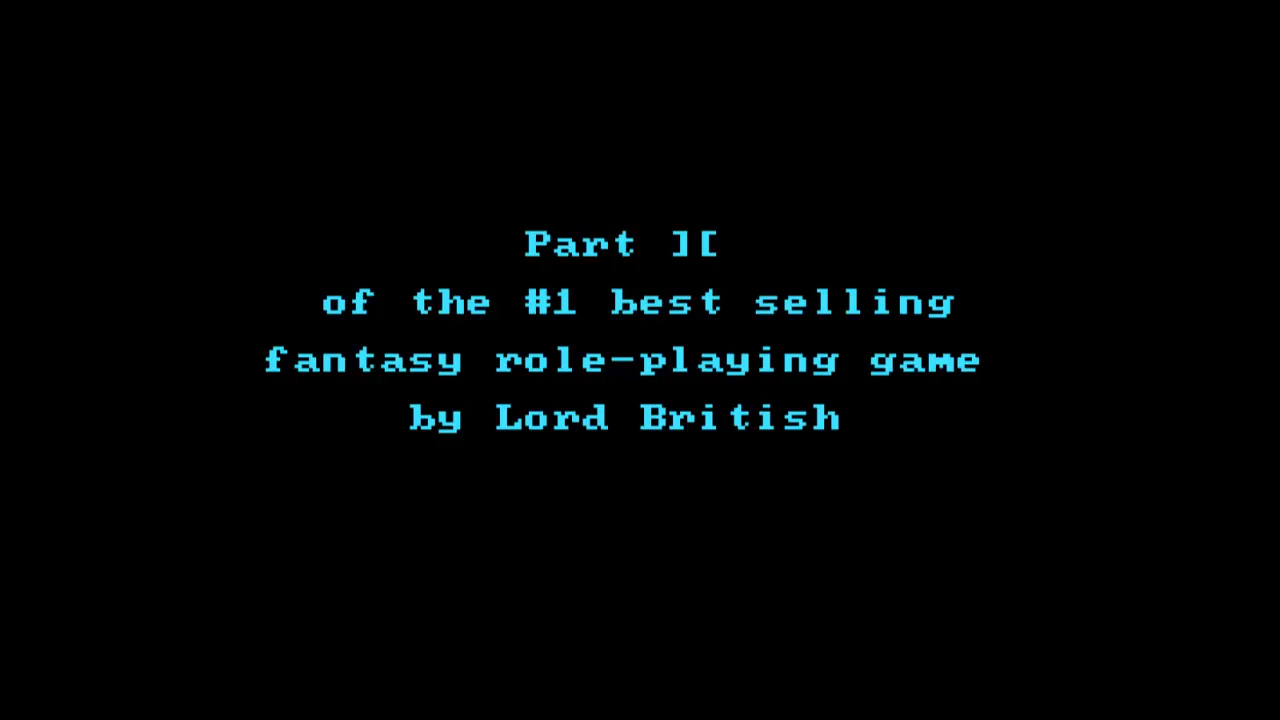 Part ][
of the #1 best selling
fantasy role-playing game
by Lord British